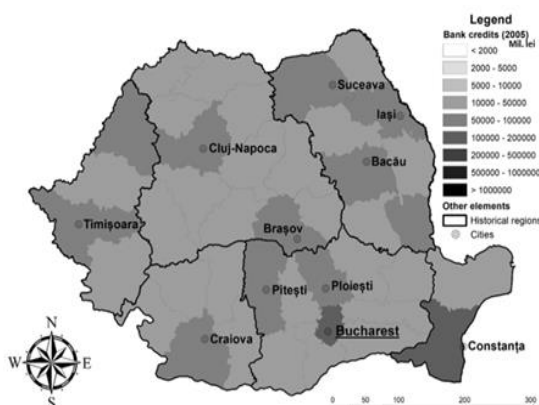 Legend
Bank credits (2005)
Mil. lei
< 2000
2000 - 5000
5000 - 10000
10000 - 50000
50000 - 100000
100000 - 200000
200000 - 500000
500000 - 1000000
> 1000000
Other elements
Historical regions
Cities
Suceava
Iași
Cluj-Napoca
Bacău
Timișoara
Brașov
Pitești
Ploiești
Craiova
Bucharest
Constanța
N
W
E
S
0 50 100 200 300